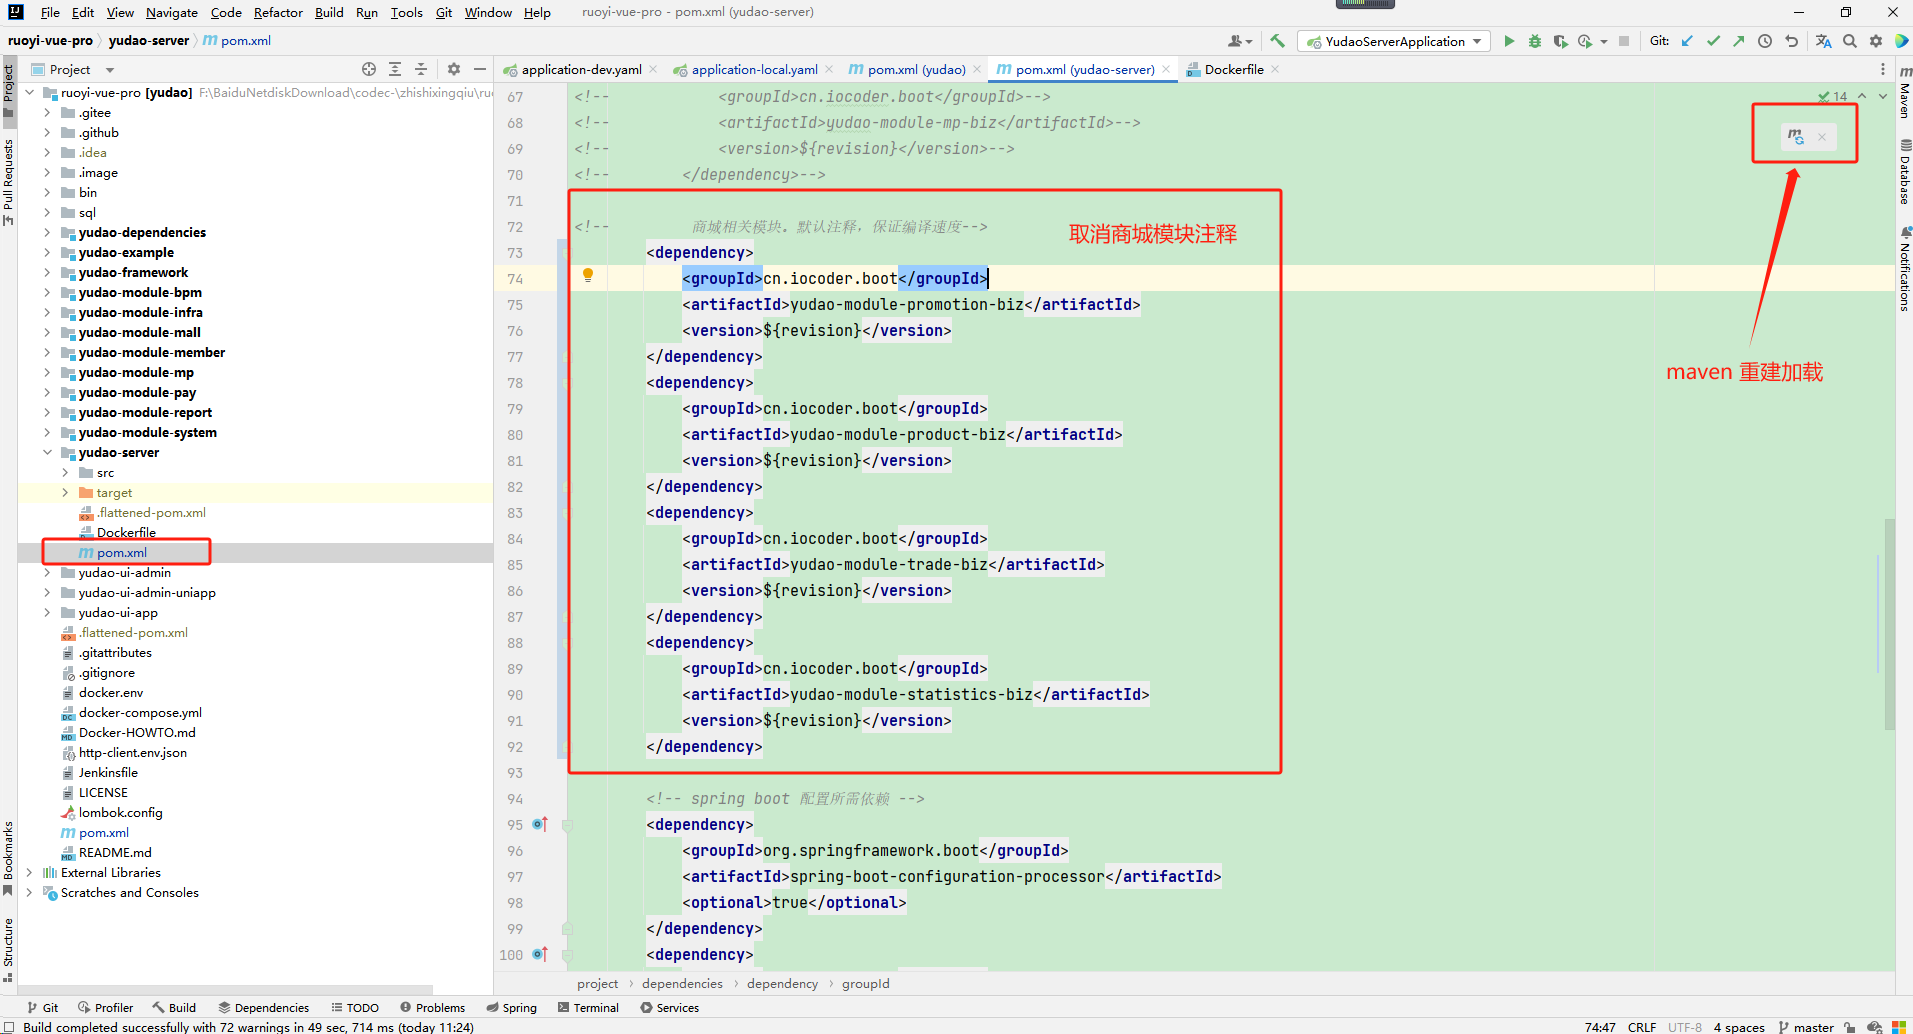 File Edit View Navigate Code Refactor Build Run Tools Git Window Help ruoyi-vue-pro - pom.xml (yudao-server)
ruoyi-vue-pro yudao-server pom.xml
YudaoServerApplication Git:
Project
application-dev.yaml application-local.yaml pom.xml (yudao) pom.xml (yudao-server) Dockerfile
Project
Pull Requests
Bookmarks
Structure
ruoyi-vue-pro [yudao] F:\BaiduNetdiskDownload\codec-\zhishixingqiu\ruo
.gitee
.github
.idea
.image
bin
sql
yudao-dependencies
yudao-example
yudao-framework
yudao-module-bpm
yudao-module-infra
yudao-module-mall
yudao-module-member
yudao-module-mp
yudao-module-pay
yudao-module-report
yudao-module-system
yudao-server
src
target
.flattened-pom.xml
Dockerfile
pom.xml
yudao-ui-admin
yudao-ui-admin-uniapp
yudao-ui-app
.flattened-pom.xml
.gitattributes
.gitignore
docker.env
docker-compose.yml
Docker-HOWTO.md
http-client.env.json
Jenkinsfile
LICENSE
lombok.config
pom.xml
README.md
External Libraries
Scratches and Consoles
67 <!-- <groupId>cn.iocoder.boot</groupId>-->
68 <!-- <artifactId>yudao-module-mp-biz</artifactId>-->
69 <!-- <version>${revision}</version>-->
70 <!-- </dependency>-->
71
72 <!-- 商城相关模块。默认注释，保证编译速度-->
73 <dependency>
74 <groupId>cn.iocoder.boot</groupId>
75 <artifactId>yudao-module-promotion-biz</artifactId>
76 <version>${revision}</version>
77 </dependency>
78 <dependency>
79 <groupId>cn.iocoder.boot</groupId>
80 <artifactId>yudao-module-product-biz</artifactId>
81 <version>${revision}</version>
82 </dependency>
83 <dependency>
84 <groupId>cn.iocoder.boot</groupId>
85 <artifactId>yudao-module-trade-biz</artifactId>
86 <version>${revision}</version>
87 </dependency>
88 <dependency>
89 <groupId>cn.iocoder.boot</groupId>
90 <artifactId>yudao-module-statistics-biz</artifactId>
91 <version>${revision}</version>
92 </dependency>
93
94 <!-- spring boot 配置所需依赖 -->
95 <dependency>
96 <groupId>org.springframework.boot</groupId>
97 <artifactId>spring-boot-configuration-processor</artifactId>
98 <optional>true</optional>
99 </dependency>
100 <dependency>
取消商城模块注释
14
maven 重建加载
Maven
Database
Notifications
project dependencies dependency groupId
Git Profiler Build Dependencies TODO Problems Spring Terminal Services
Build completed successfully with 72 warnings in 49 sec, 714 ms (today 11:24) 74:47 CRLF UTF-8 4 spaces master